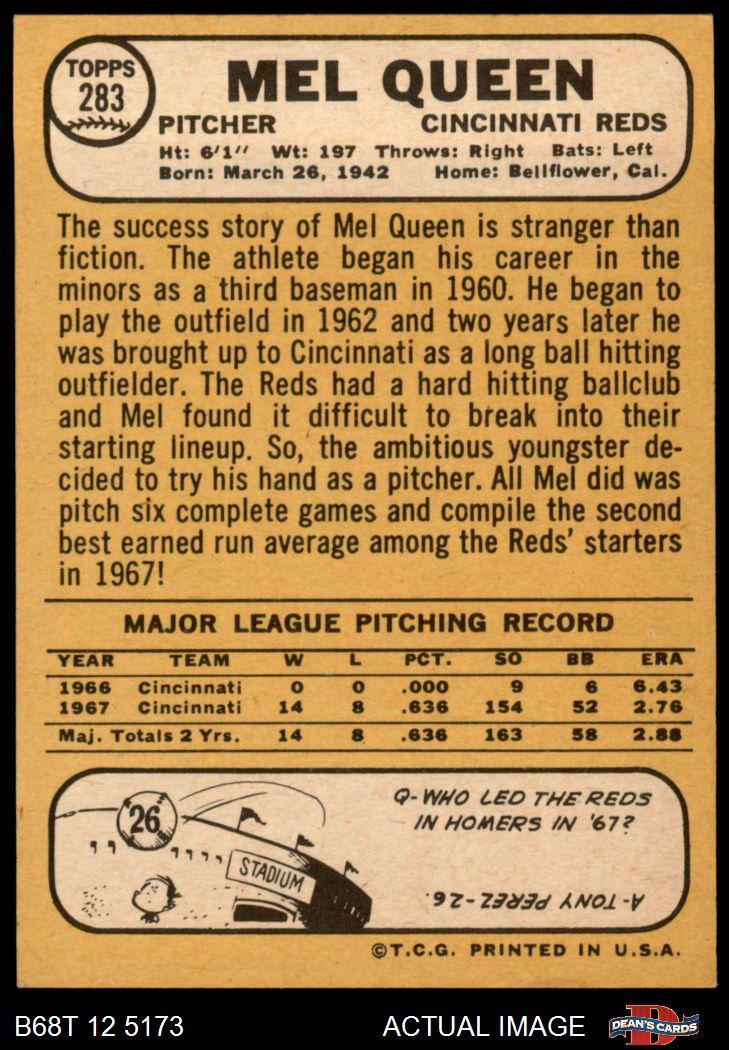 TOPPS
283
MEL QUEEN
PITCHER CINCINNATI REDS
Ht: 6'1" Wt: 197 Throws: Right Bats: Left
Born: March 26, 1942 Home: Bellflower, Cal.
The success story of Mel Queen is stranger than
fiction. The athlete began his career in the
minors as a third baseman in 1960. He began to
play the outfield in 1962 and two years later he
was brought up to Cincinnati as a long ball hitting
outfielder. The Reds had a hard hitting ballclub
and Mel found it difficult to break into their
starting lineup. So, the ambitious youngster de-
cided to try his hand as a pitcher. All Mel did was
pitch six complete games and compile the second
best earned run average among the Reds' starters
in 1967!
MAJOR LEAGUE PITCHING RECORD
YEAR TEAM W L PCT. SO BB ERA
1966 Cincinnati 0 0 .000 9 6 6.43
1967 Cincinnati 14 8 .636 154 52 2.76
Maj. Totals 2 Yrs. 14 8 .636 163 58 2.88
26
STADIUM
Q-WHO LED THE REDS
IN HOMERS IN '67?
A-TONY PEREZ-26.
©T.C.G. PRINTED IN U.S.A.
B68T 12 5173 ACTUAL IMAGE
D
DEAN'S CARDS